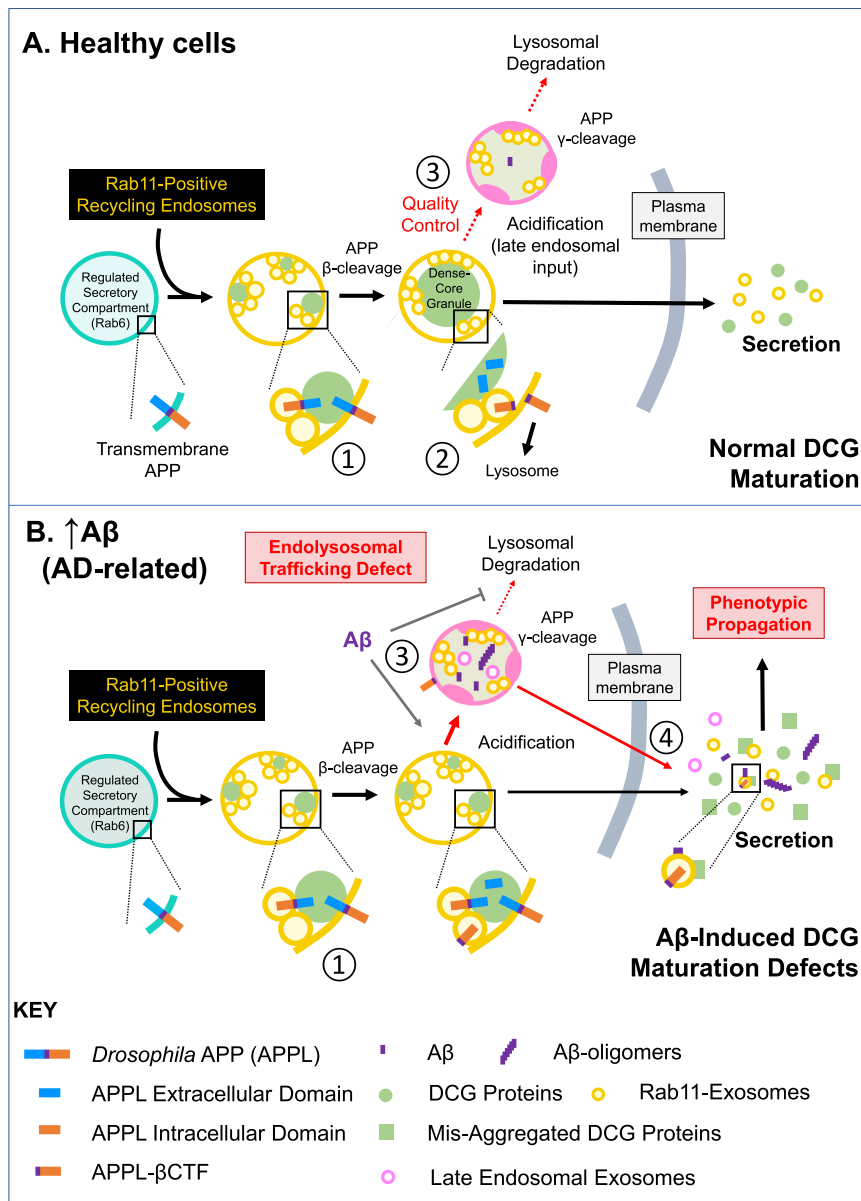 A. Healthy cells
Lysosomal
Degradation
APP
γ-cleavage
③
Quality
Control
Rab11-Positive
Recycling Endosomes
Acidification
(late endosomal
input)
Plasma
membrane
APP
β-cleavage
Regulated
Secretory
Compartment
(Rab6)
Dense-
Core
Granule
Secretion
Transmembrane
APP
①
②
Lysosome
Normal DCG
Maturation
B. ↑Aβ
(AD-related)
Endolysosomal
Trafficking Defect
Lysosomal
Degradation
Phenotypic
Propagation
APP
γ-cleavage
Aβ
③
Plasma
membrane
Rab11-Positive
Recycling Endosomes
APP
β-cleavage
Acidification
④
Regulated
Secretory
Compartment
(Rab6)
Secretion
①
Aβ-Induced DCG
Maturation Defects
KEY
Drosophila APP (APPL)
Aβ
Aβ-oligomers
APPL Extracellular Domain
DCG Proteins
Rab11-Exosomes
APPL Intracellular Domain
Mis-Aggregated DCG Proteins
APPL-βCTF
Late Endosomal Exosomes